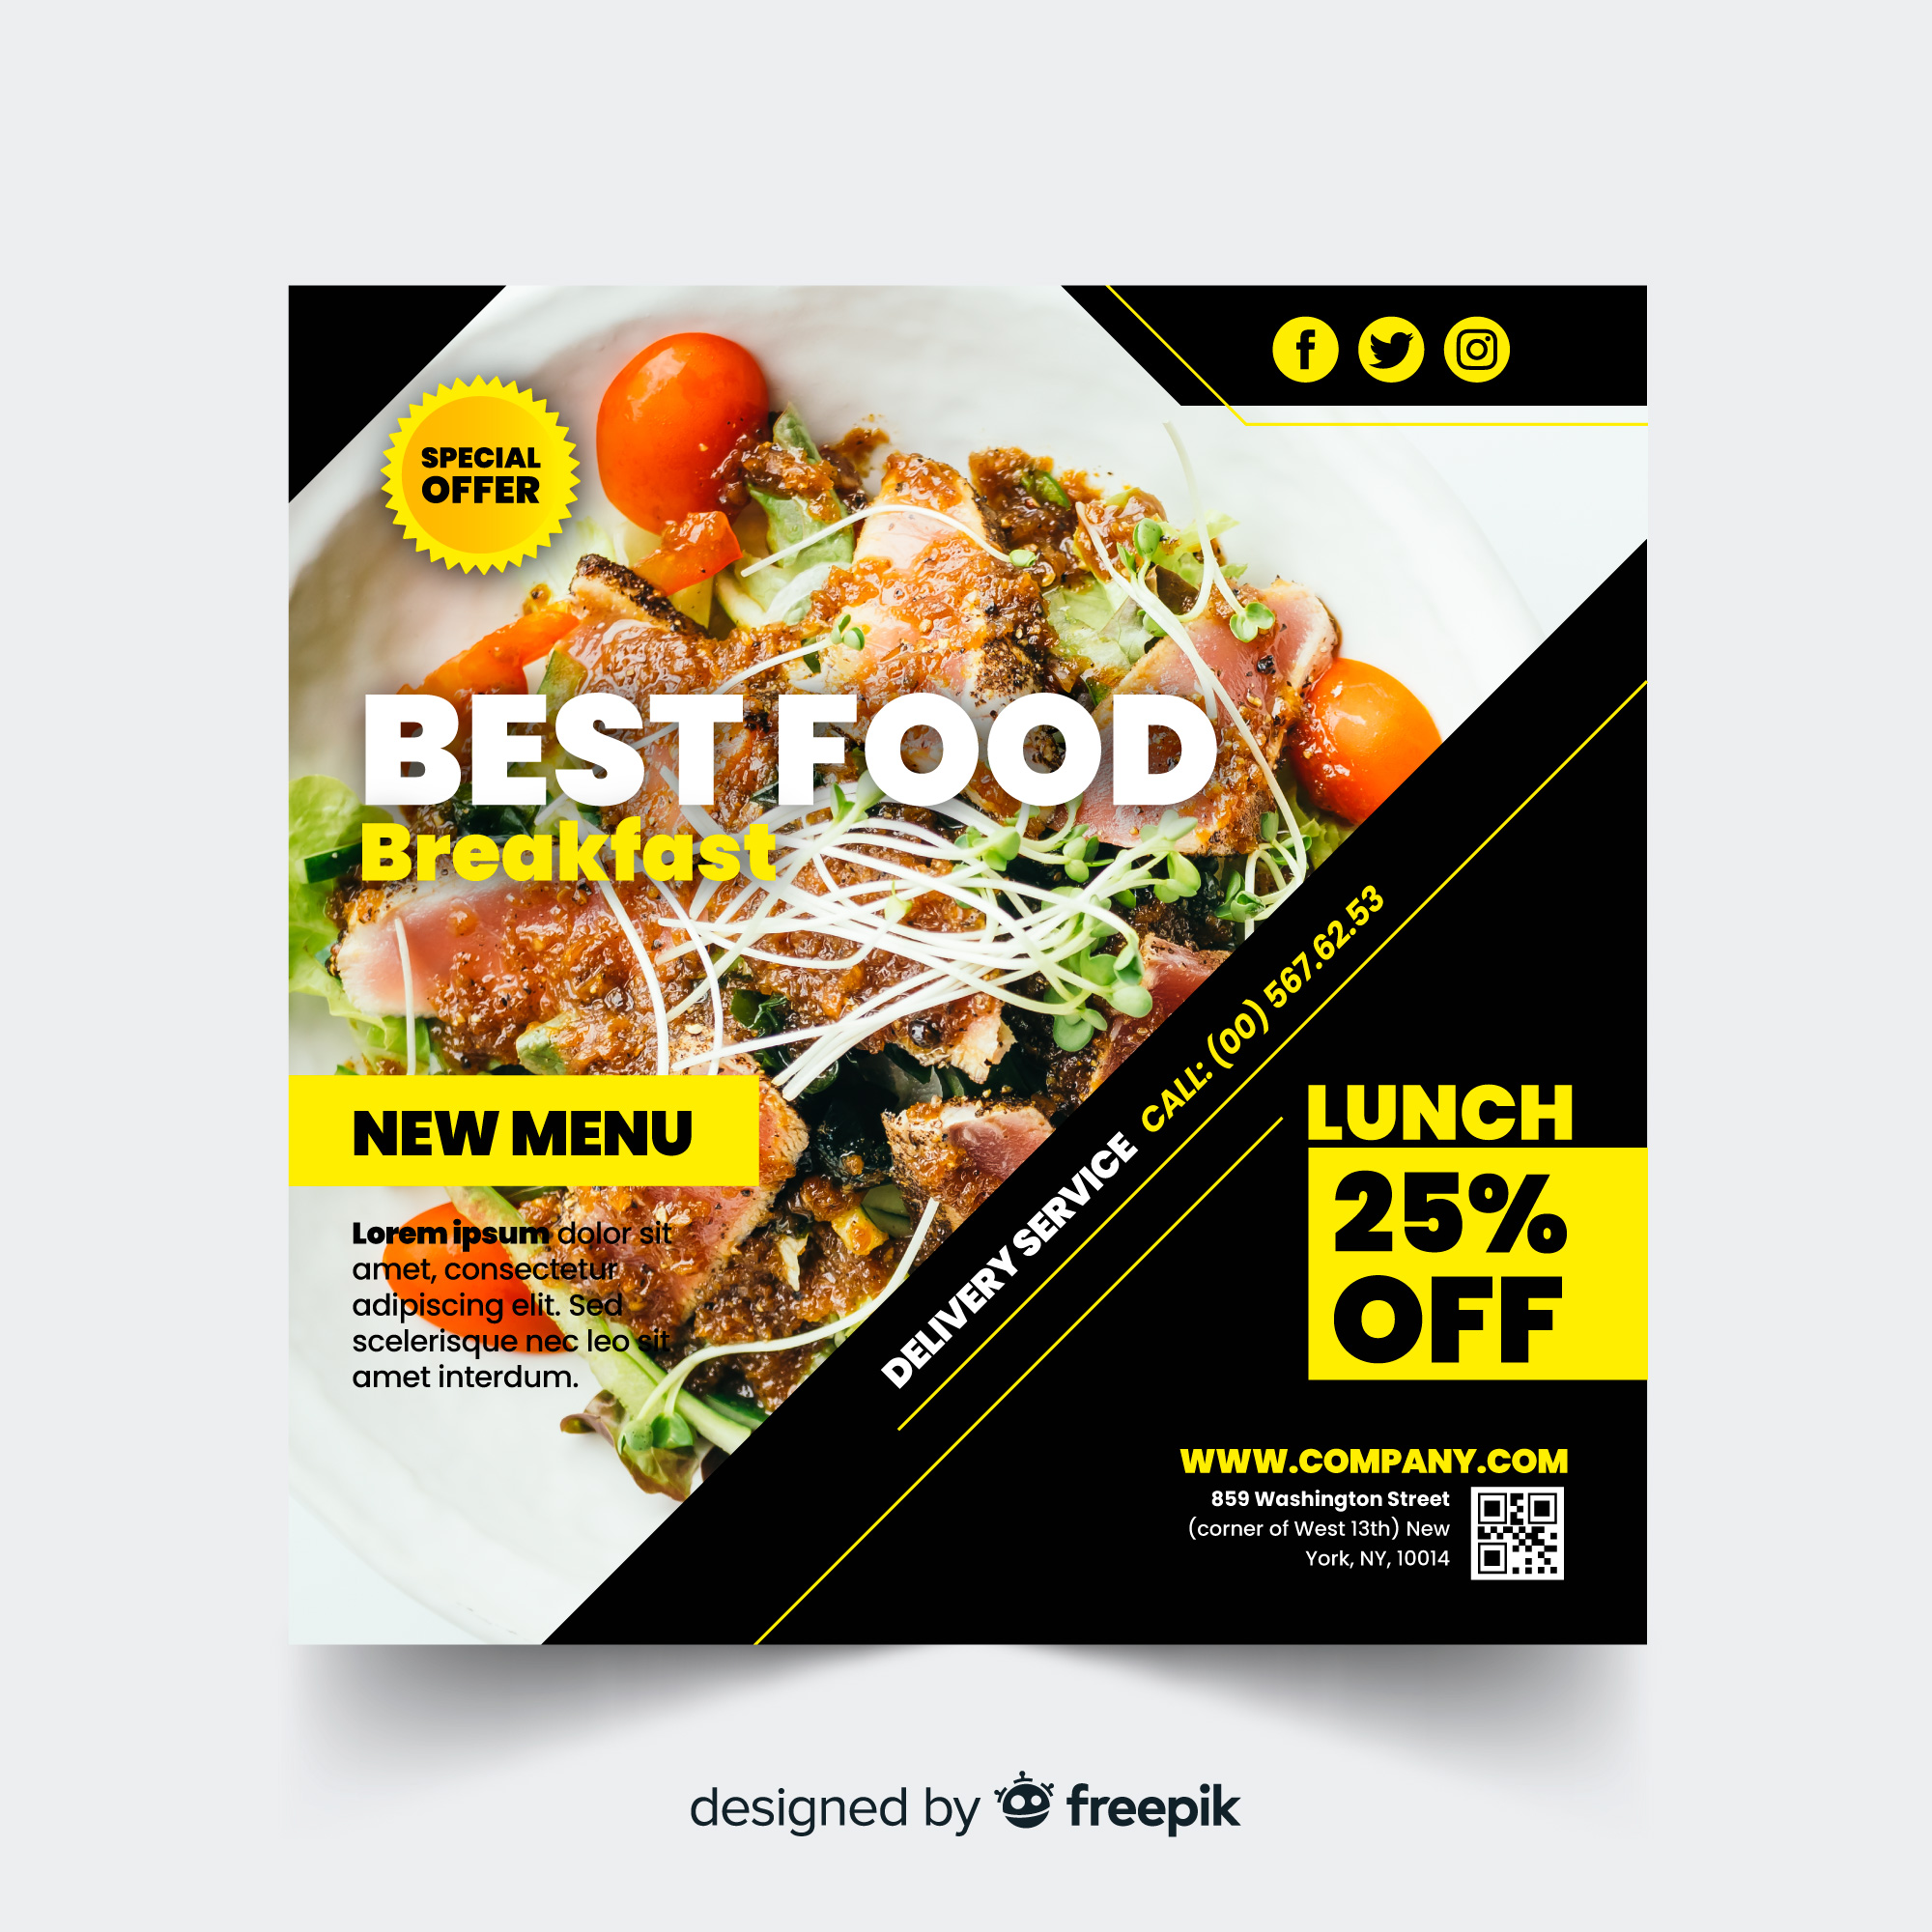 SPECIAL
OFFER
BEST FOOD
Breakfast
NEW MENU
Lorem ipsum dolor sit
amet, consectetur
adipiscing elit. Sed
scelerisque nec leo sit
amet interdum.
DELIVERY SERVICE CALL: (00) 567.62.53
LUNCH
25%
OFF
WWW.COMPANY.COM
859 Washington Street
(corner of West 13th) New
York, NY, 10014
designed by freepik